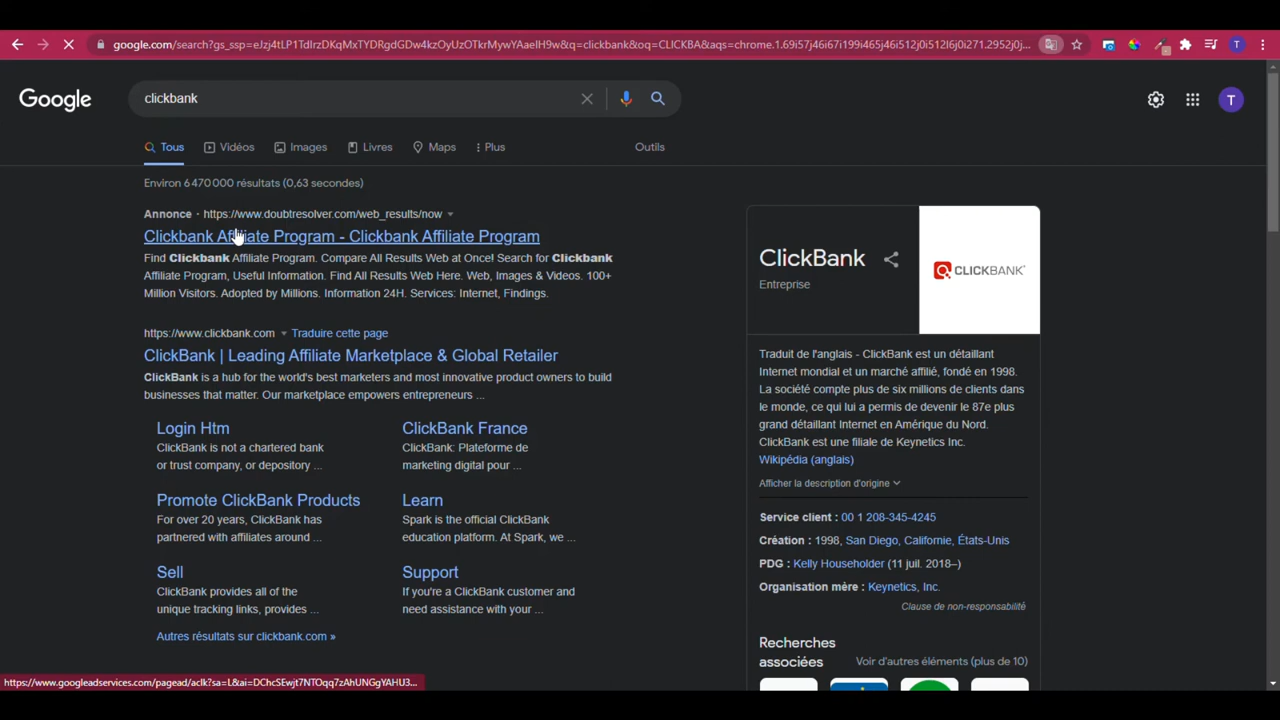 google.com/search?gs_ssp=eJzj4tLP1TdIrzDKqMxTYDRgdGDw4kzOyUzOTkrMywYAaeIH9w&q=clickbank&oq=CLICKBA&aqs=chrome.1.69i57j46i67i199i465j46i512j0i512l6j0i271.2952j0j...
T
Google
clickbank
T
Tous
Vidéos
Images
Livres
Maps
Plus
Outils
Environ 6 470 000 résultats (0,63 secondes)
Annonce · https://www.doubtresolver.com/web_results/now
Clickbank Affiliate Program - Clickbank Affiliate Program
Find Clickbank Affiliate Program. Compare All Results Web at Once! Search for Clickbank
Affiliate Program, Useful Information. Find All Results Web Here. Web, Images & Videos. 100+
Million Visitors. Adopted by Millions. Information 24H. Services: Internet, Findings.
https://www.clickbank.com Traduire cette page
ClickBank | Leading Affiliate Marketplace & Global Retailer
ClickBank is a hub for the world's best marketers and most innovative product owners to build
businesses that matter. Our marketplace empowers entrepreneurs ...
Login Htm
ClickBank is not a chartered bank
or trust company, or depository ...
ClickBank France
ClickBank: Plateforme de
marketing digital pour ...
Promote ClickBank Products
For over 20 years, ClickBank has
partnered with affiliates around ...
Learn
Spark is the official ClickBank
education platform. At Spark, we ...
Sell
ClickBank provides all of the
unique tracking links, provides ...
Support
If you're a ClickBank customer and
need assistance with your ...
Autres résultats sur clickbank.com »
ClickBank
Entreprise
CLICKBANK
Traduit de l'anglais - ClickBank est un détaillant
Internet mondial et un marché affilié, fondé en 1998.
La société compte plus de six millions de clients dans
le monde, ce qui lui a permis de devenir le 87e plus
grand détaillant Internet en Amérique du Nord.
ClickBank est une filiale de Keynetics Inc.
Wikipédia (anglais)
Afficher la description d'origine
Service client : 00 1 208-345-4245
Création : 1998, San Diego, Californie, États-Unis
PDG : Kelly Householder (11 juil. 2018–)
Organisation mère : Keynetics, Inc.
Clause de non-responsabilité
Recherches
associées
Voir d'autres éléments (plus de 10)
https://www.googleadservices.com/pagead/aclk?sa=L&ai=DChcSEwjt7NTOqq7zAhUNGgYAHU3...